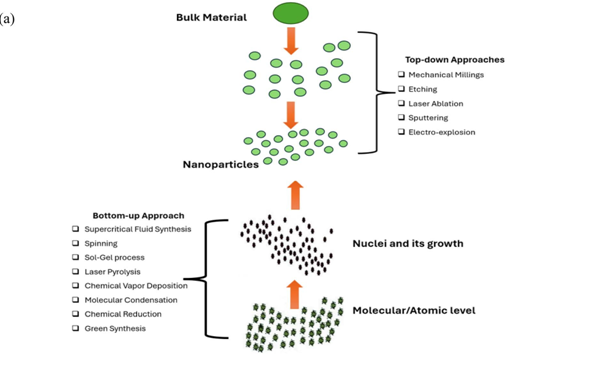 (a)
Bulk Material
Top-down Approaches
❑ Mechanical Millings
❑ Etching
❑ Laser Ablation
❑ Sputtering
❑ Electro-explosion
Nanoparticles
Bottom-up Approach
❑ Supercritical Fluid Synthesis
❑ Spinning
❑ Sol-Gel process
❑ Laser Pyrolysis
❑ Chemical Vapor Deposition
❑ Molecular Condensation
❑ Chemical Reduction
❑ Green Synthesis
Nuclei and its growth
Molecular/Atomic level